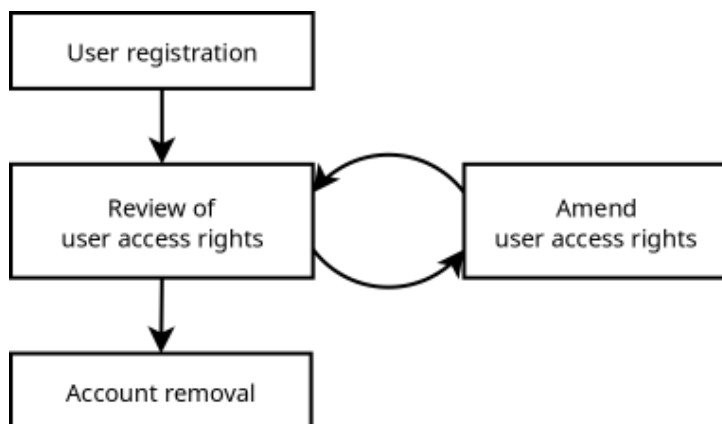 User registration
Review of
user access rights
Amend
user access rights
Account removal